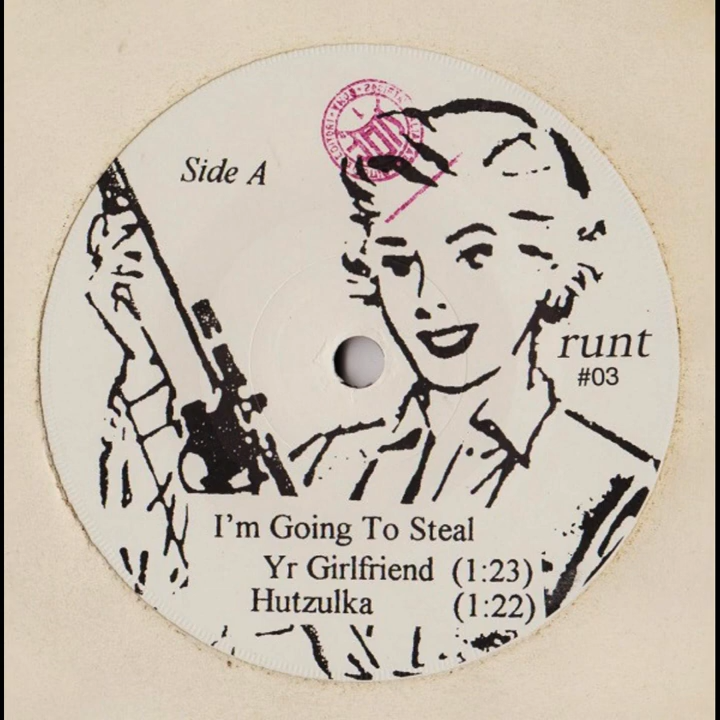 Side A
runt
#03
I'm Going To Steal
Yr Girlfriend (1:23)
Hutzulka (1:22)